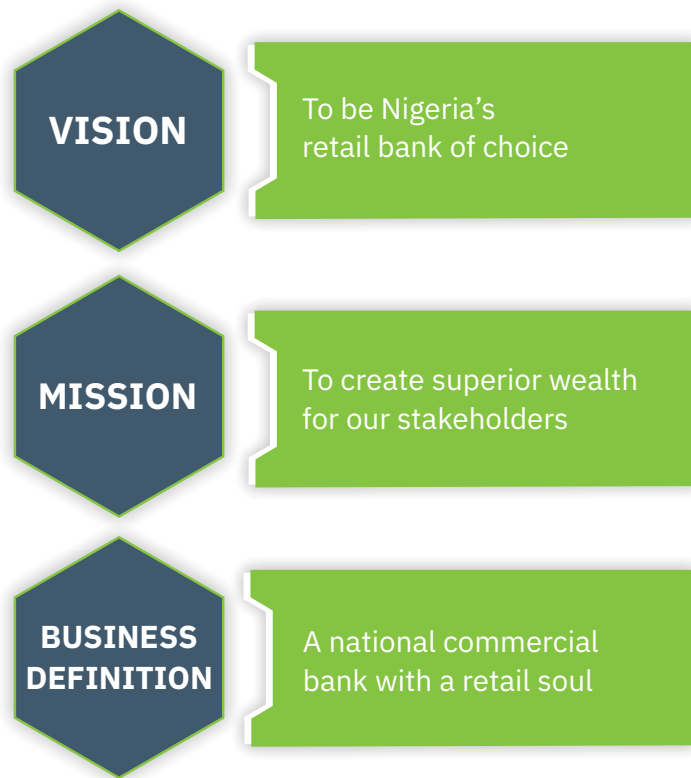 VISION
To be Nigeria’s
retail bank of choice
MISSION
To create superior wealth
for our stakeholders
BUSINESS
DEFINITION
A national commercial
bank with a retail soul